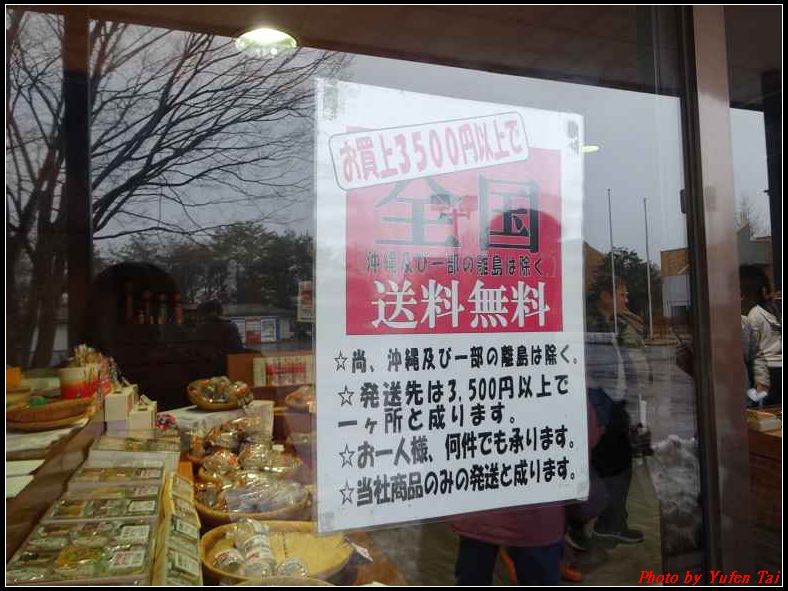 お買上3500円以上で
全国
沖縄及び一部の離島は除く
送料無料
☆尚、沖縄及び一部の離島は除く。
☆発送先は3,500円以上で
一ヶ所と成ります。
☆お一人様、何件でも承ります。
☆当社商品のみの発送と成ります。
Photo by Yufen Tai